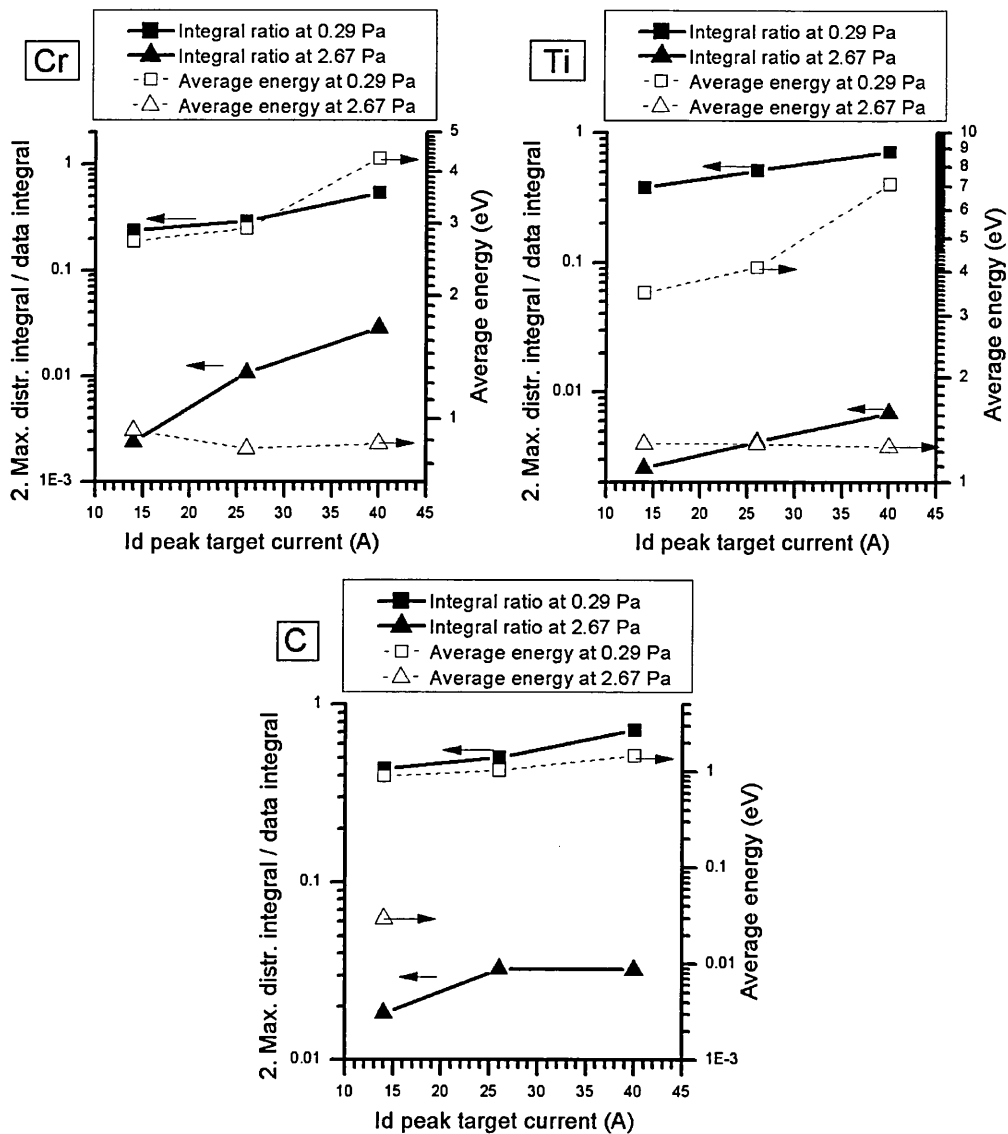 Integral ratio at 0.29 Pa
Integral ratio at 2.67 Pa
Average energy at 0.29 Pa
Average energy at 2.67 Pa
Cr
2. Max. distr. integral / data integral
1
0.1
0.01
1E-3
5
4
3
2
1
Average energy (eV)
10 15 20 25 30 35 40 45
Id peak target current (A)
Integral ratio at 0.29 Pa
Integral ratio at 2.67 Pa
Average energy at 0.29 Pa
Average energy at 2.67 Pa
Ti
2. Max. distr. integral / data integral
1
0.1
0.01
10
9
8
7
6
5
4
3
2
1
Average energy (eV)
10 15 20 25 30 35 40 45
Id peak target current (A)
Integral ratio at 0.29 Pa
Integral ratio at 2.67 Pa
Average energy at 0.29 Pa
Average energy at 2.67 Pa
C
2. Max. distr. integral / data integral
1
0.1
0.01
1
0.1
0.01
1E-3
Average energy (eV)
10 15 20 25 30 35 40 45
Id peak target current (A)